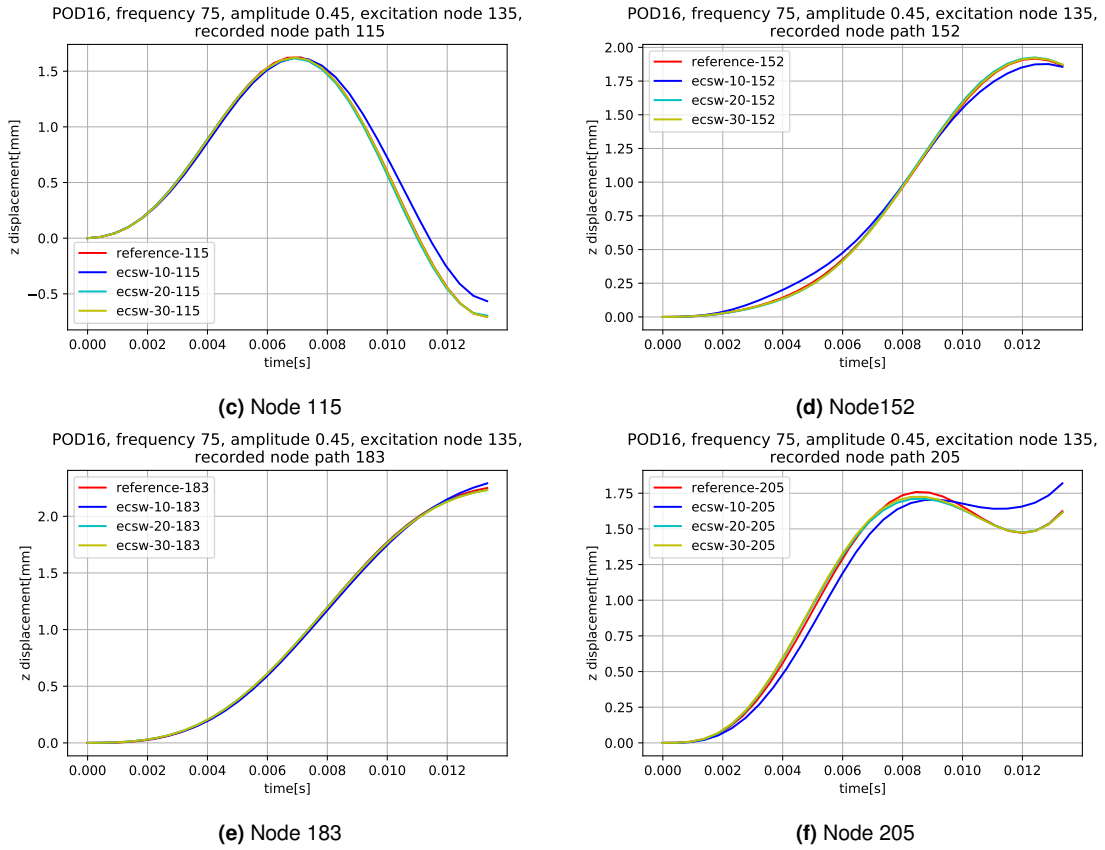 POD16, frequency 75, amplitude 0.45, excitation node 135,
recorded node path 115
z displacement[mm]
1.5
1.0
0.5
0.0
−0.5
reference-115
ecsw-10-115
ecsw-20-115
ecsw-30-115
0.000 0.002 0.004 0.006 0.008 0.010 0.012
time[s]
(c) Node 115
POD16, frequency 75, amplitude 0.45, excitation node 135,
recorded node path 152
z displacement[mm]
2.00
1.75
1.50
1.25
1.00
0.75
0.50
0.25
0.00
reference-152
ecsw-10-152
ecsw-20-152
ecsw-30-152
0.000 0.002 0.004 0.006 0.008 0.010 0.012
time[s]
(d) Node152
POD16, frequency 75, amplitude 0.45, excitation node 135,
recorded node path 183
z displacement[mm]
2.0
1.5
1.0
0.5
0.0
reference-183
ecsw-10-183
ecsw-20-183
ecsw-30-183
0.000 0.002 0.004 0.006 0.008 0.010 0.012
time[s]
(e) Node 183
POD16, frequency 75, amplitude 0.45, excitation node 135,
recorded node path 205
z displacement[mm]
1.75
1.50
1.25
1.00
0.75
0.50
0.25
0.00
reference-205
ecsw-10-205
ecsw-20-205
ecsw-30-205
0.000 0.002 0.004 0.006 0.008 0.010 0.012
time[s]
(f) Node 205